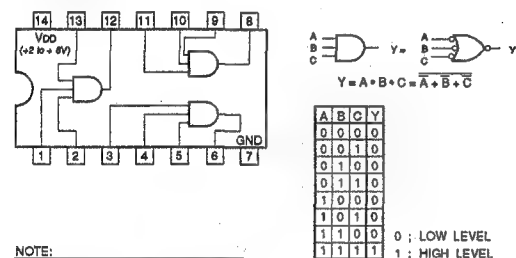 14 13 12 11 10 9 8
VDD
(+2 to + 6V)
GND
1 2 3 4 5 6 7
NOTE:
A
B
C
Y =
A
B
C
Y
Y = A • B • C = A + B + C
A B C Y
0 0 0 0
0 0 1 0
0 1 0 0
0 1 1 0
1 0 0 0
1 0 1 0
1 1 0 0
1 1 1 1
0 ; LOW LEVEL
1 : HIGH LEVEL